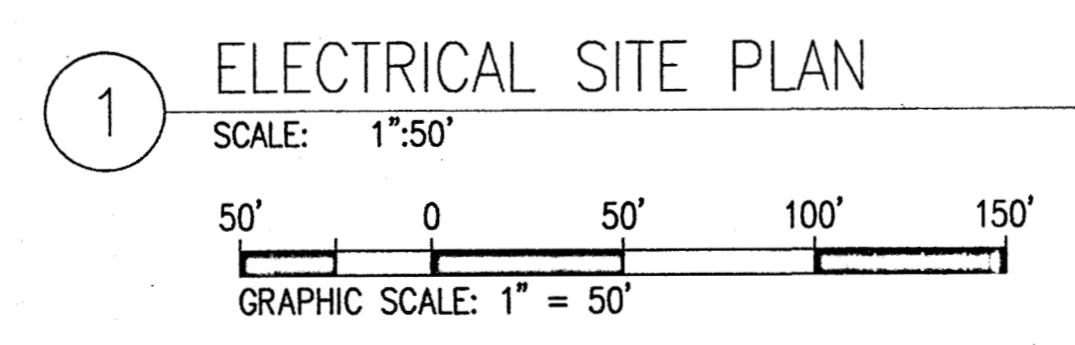 1
ELECTRICAL SITE PLAN
SCALE: 1":50'
50' 0 50' 100' 150'
GRAPHIC SCALE: 1" = 50'